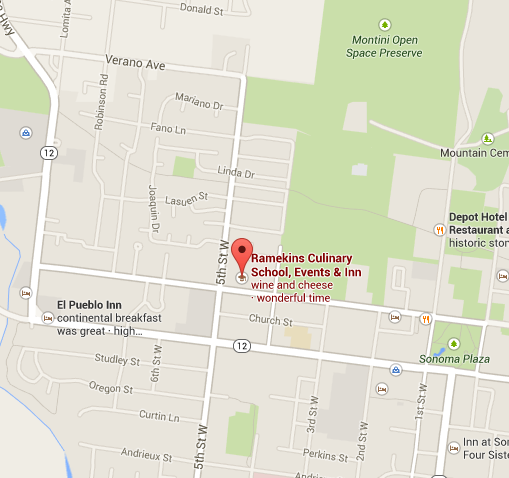 Donald St
Lomita A
Hwy
Montini Open
Space Preserve
Verano Ave
5th St W
Robinson Rd
Mariano Dr
Fano Ln
12
Mountain Cem
Linda Dr
Joaquin Dr
Lasuen St
Depot Hotel
Restaurant a
historic ston
5th St W
Ramekins Culinary
School, Events & Inn
wine and cheese
· wonderful time
El Pueblo Inn
continental breakfast
was great · high...
Church St
12
Sonoma Plaza
Studley St
6th St W
Oregon St
Curtin Ln
3rd St W
2nd St W
1st St W
5th St W
Andrieux St
Perkins St
Inn at Son
Four Siste